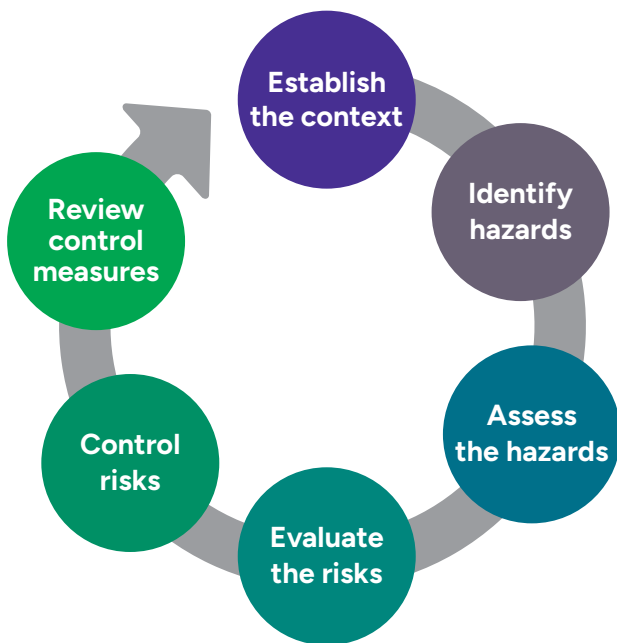 Establish
the context
Identify
hazards
Assess
the hazards
Evaluate
the risks
Control
risks
Review
control
measures